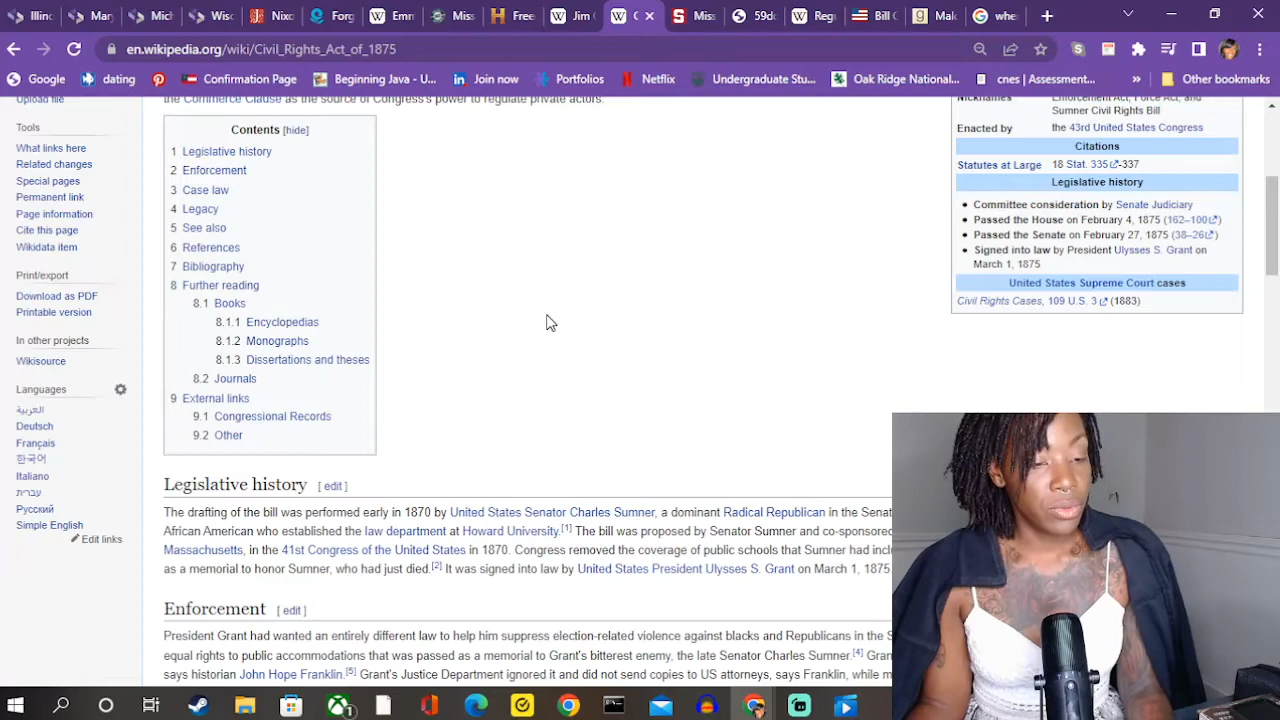 Illino
Mar
Mich
Wisc
Nixo
Forg
Emn
Miss
Free
Jim C
C
Miss
59dc
Reg
Bill C
Mak
whe
en.wikipedia.org/wiki/Civil_Rights_Act_of_1875
Google
dating
Confirmation Page
Beginning Java - U...
Join now
Portfolios
Netflix
Undergraduate Stu...
Oak Ridge National...
cnes | Assessment...
Other bookmarks
Upload file
Tools
What links here
Related changes
Special pages
Permanent link
Page information
Cite this page
Wikidata item
Print/export
Download as PDF
Printable version
In other projects
Wikisource
Languages
العربية
Deutsch
Français
한국어
Italiano
עברית
Русский
Simple English
Edit links
the Commerce Clause as the source of Congress's power to regulate private actors.
Contents [hide]
1 Legislative history
2 Enforcement
3 Case law
4 Legacy
5 See also
6 References
7 Bibliography
8 Further reading
8.1 Books
8.1.1 Encyclopedias
8.1.2 Monographs
8.1.3 Dissertations and theses
8.2 Journals
9 External links
9.1 Congressional Records
9.2 Other
Nicknames Enforcement Act, Force Act, and
Sumner Civil Rights Bill
Enacted by the 43rd United States Congress
Citations
Statutes at Large 18 Stat. 335-337
Legislative history
• Committee consideration by Senate Judiciary
• Passed the House on February 4, 1875 (162–100)
• Passed the Senate on February 27, 1875 (38–26)
• Signed into law by President Ulysses S. Grant on
March 1, 1875
United States Supreme Court cases
Civil Rights Cases, 109 U.S. 3 (1883)
Legislative history [ edit ]
The drafting of the bill was performed early in 1870 by United States Senator Charles Sumner, a dominant Radical Republican in the Senat
African American who established the law department at Howard University.[1] The bill was proposed by Senator Sumner and co-sponsored
Massachusetts, in the 41st Congress of the United States in 1870. Congress removed the coverage of public schools that Sumner had inclu
as a memorial to honor Sumner, who had just died.[2] It was signed into law by United States President Ulysses S. Grant on March 1, 1875.
Enforcement [ edit ]
President Grant had wanted an entirely different law to help him suppress election-related violence against blacks and Republicans in the S
equal rights to public accommodations that was passed as a memorial to Grant's bitterest enemy, the late Senator Charles Sumner.[4] Gran
says historian John Hope Franklin.[5] Grant's Justice Department ignored it and did not send copies to US attorneys, says Franklin, while m